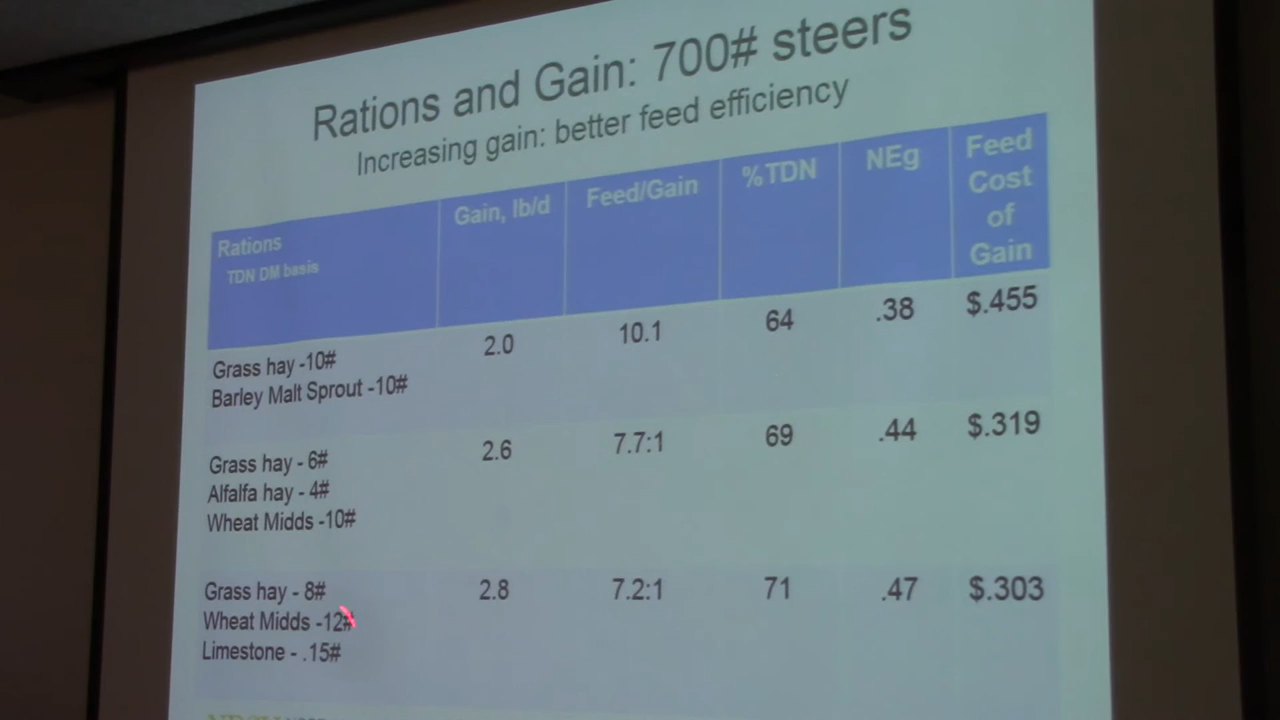 Rations and Gain: 700# steers
Increasing gain: better feed efficiency
Rations
TDN DM basis
Gain, lb/d
Feed/Gain
%TDN
NEg
Feed
Cost
of
Gain
Grass hay -10#
Barley Malt Sprout -10#
2.0
10.1
64
.38
$.455
Grass hay - 6#
Alfalfa hay - 4#
Wheat Midds -10#
2.6
7.7:1
69
.44
$.319
Grass hay - 8#
Wheat Midds -12#
Limestone - .15#
2.8
7.2:1
71
.47
$.303